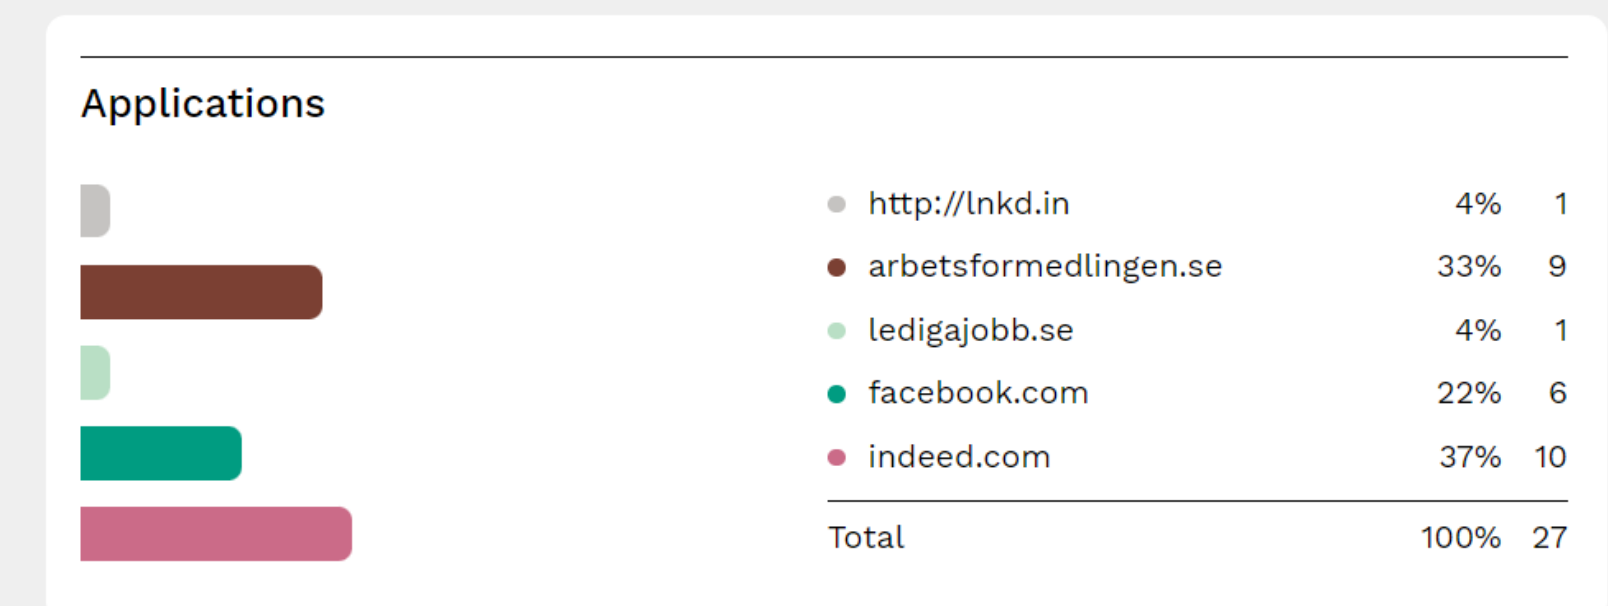 Applications
http://lnkd.in 4% 1
arbetsformedlingen.se 33% 9
ledigajobb.se 4% 1
facebook.com 22% 6
indeed.com 37% 10
Total 100% 27